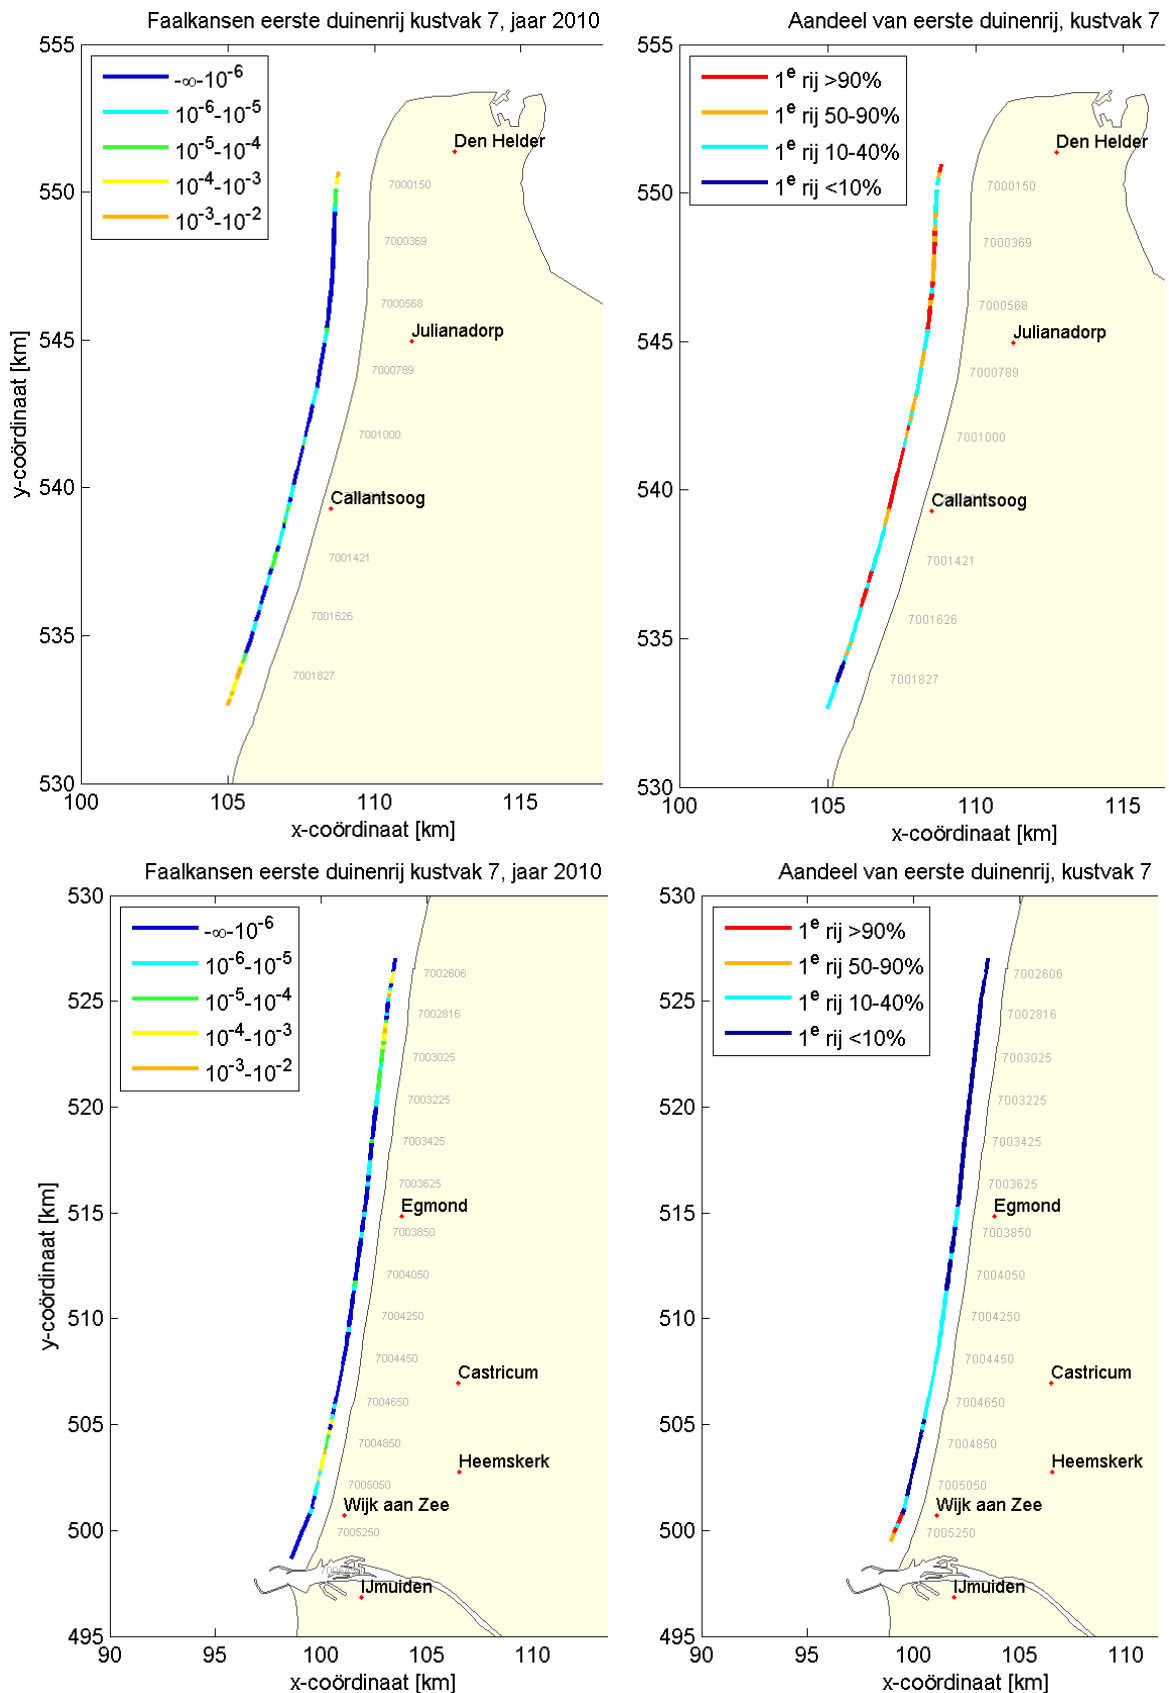 Faalkansen eerste duinenrij kustvak 7, jaar 2010
555
550
545
540
535
530
y-coördinaat [km]
-∞-10^-6
10^-6-10^-5
10^-5-10^-4
10^-4-10^-3
10^-3-10^-2
Den Helder
7000150
7000369
7000568
Julianadorp
7000789
7001000
Callantsoog
7001421
7001626
7001827
100
105
110
115
x-coördinaat [km]
Aandeel van eerste duinenrij, kustvak 7
555
550
545
540
535
530
1^e rij >90%
1^e rij 50-90%
1^e rij 10-40%
1^e rij <10%
Den Helder
7000150
7000369
7000568
Julianadorp
7000789
7001000
Callantsoog
7001421
7001626
7001827
100
105
110
115
x-coördinaat [km]
Faalkansen eerste duinenrij kustvak 7, jaar 2010
530
525
520
515
510
505
500
495
y-coördinaat [km]
-∞-10^-6
10^-6-10^-5
10^-5-10^-4
10^-4-10^-3
10^-3-10^-2
7002606
7002816
7003025
7003225
7003425
7003625
Egmond
7003850
7004050
7004250
7004450
Castricum
7004650
7004850
Heemskerk
7005050
Wijk aan Zee
7005250
IJmuiden
90
95
100
105
110
x-coördinaat [km]
Aandeel van eerste duinenrij, kustvak 7
530
525
520
515
510
505
500
495
1^e rij >90%
1^e rij 50-90%
1^e rij 10-40%
1^e rij <10%
7002606
7002816
7003025
7003225
7003425
7003625
Egmond
7003850
7004050
7004250
7004450
Castricum
7004650
7004850
Heemskerk
7005050
Wijk aan Zee
7005250
IJmuiden
90
95
100
105
110
x-coördinaat [km]